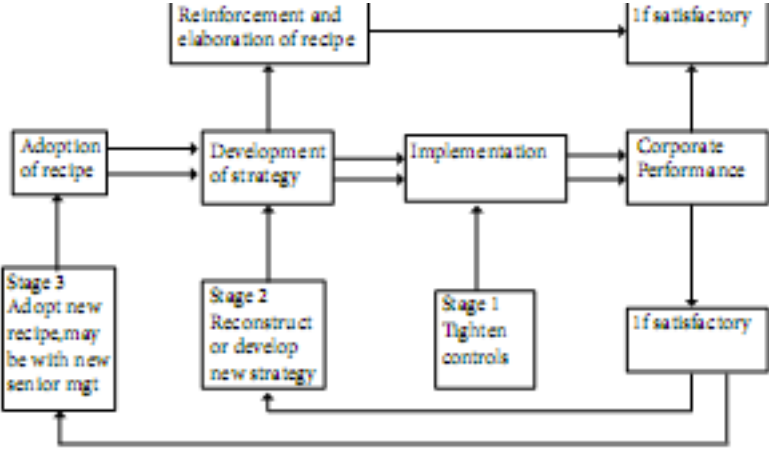 Reinforcement and
elaboration of recipe
If satisfactory
Adoption
of recipe
Development
of strategy
Implementation
Corporate
Performance
Stage 3
Adopt new
recipe,may
be with new
senior mgt
Stage 2
Reconstruct
or develop
new strategy
Stage 1
Tighten
controls
If satisfactory